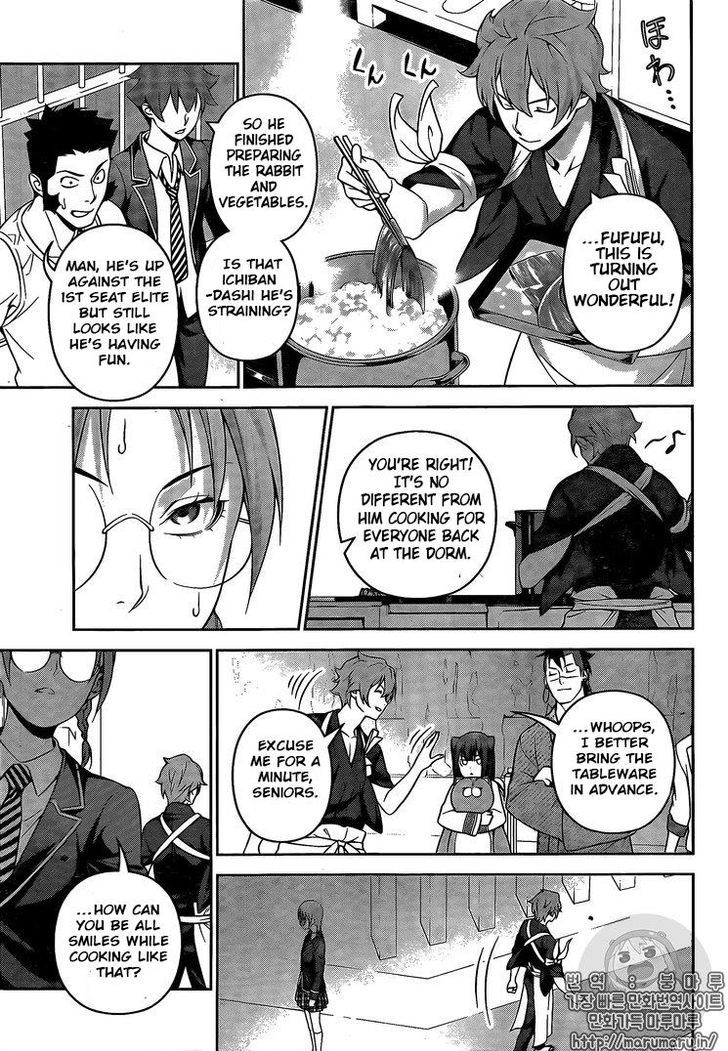 ほわ…
くん
くん
...FUFUFU,
THIS IS
TURNING
OUT
WONDERFUL!
SO HE
FINISHED
PREPARING
THE RABBIT
AND
VEGETABLES.
IS THAT
ICHIBAN
-DASHI HE'S
STRAINING?
MAN, HE'S UP
AGAINST THE
1ST SEAT ELITE
BUT STILL
LOOKS LIKE
HE'S HAVING
FUN.
YOU'RE RIGHT!
IT'S NO
DIFFERENT FROM
HIM COOKING FOR
EVERYONE BACK
AT THE DORM.
...WHOOPS,
I BETTER
BRING THE
TABLEWARE
IN ADVANCE.
EXCUSE
ME FOR A
MINUTE,
SENIORS.
...HOW CAN
YOU BE ALL
SMILES WHILE
COOKING LIKE
THAT?
번역 : 붕마루
가장 빠른 만화번역사이트
만화가득 마루마루
http://marumaru.in/